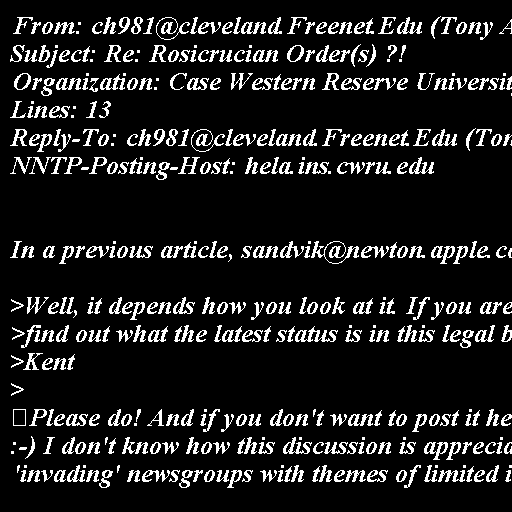 From: ch981@cleveland.Freenet.Edu (Tony A
Subject: Re: Rosicrucian Order(s) ?!
Organization: Case Western Reserve Universit
Lines: 13
Reply-To: ch981@cleveland.Freenet.Edu (Ton
NNTP-Posting-Host: hela.ins.cwru.edu
In a previous article, sandvik@newton.apple.c
>Well, it depends how you look at it. If you are
>find out what the latest status is in this legal b
>Kent
>
Please do! And if you don't want to post it he
:-) I don't know how this discussion is apprecia
'invading' newsgroups with themes of limited i